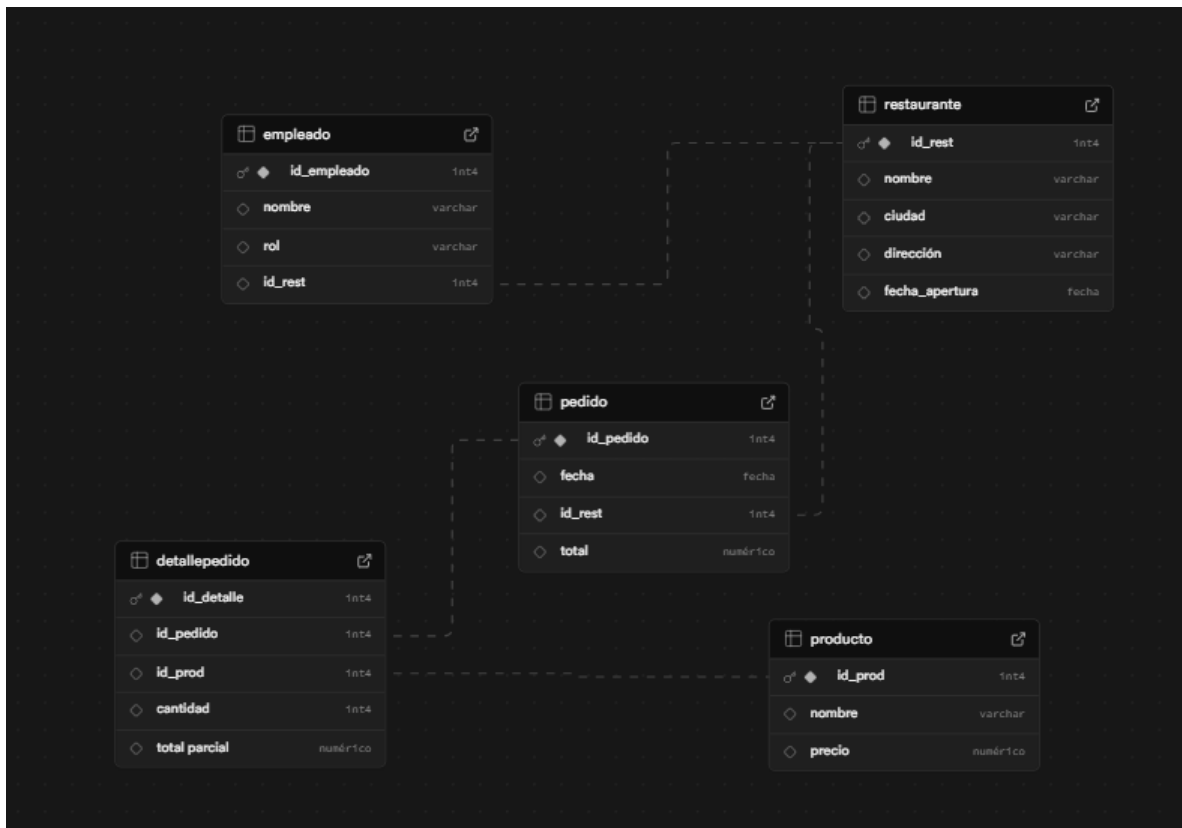 empleado
id_empleado int4
nombre varchar
rol varchar
id_rest int4
restaurante
id_rest int4
nombre varchar
ciudad varchar
dirección varchar
fecha_apertura fecha
pedido
id_pedido int4
fecha fecha
id_rest int4
total numérico
detallepedido
id_detalle int4
id_pedido int4
id_prod int4
cantidad int4
total parcial numérico
producto
id_prod int4
nombre varchar
precio numérico